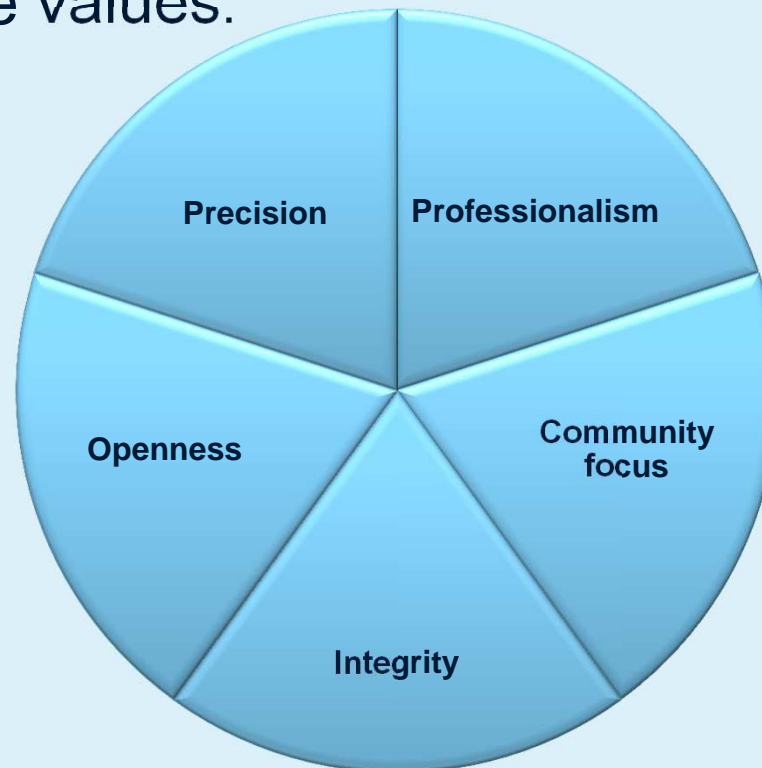 e values.
Precision
Professionalism
Community
focus
Openness
Integrity